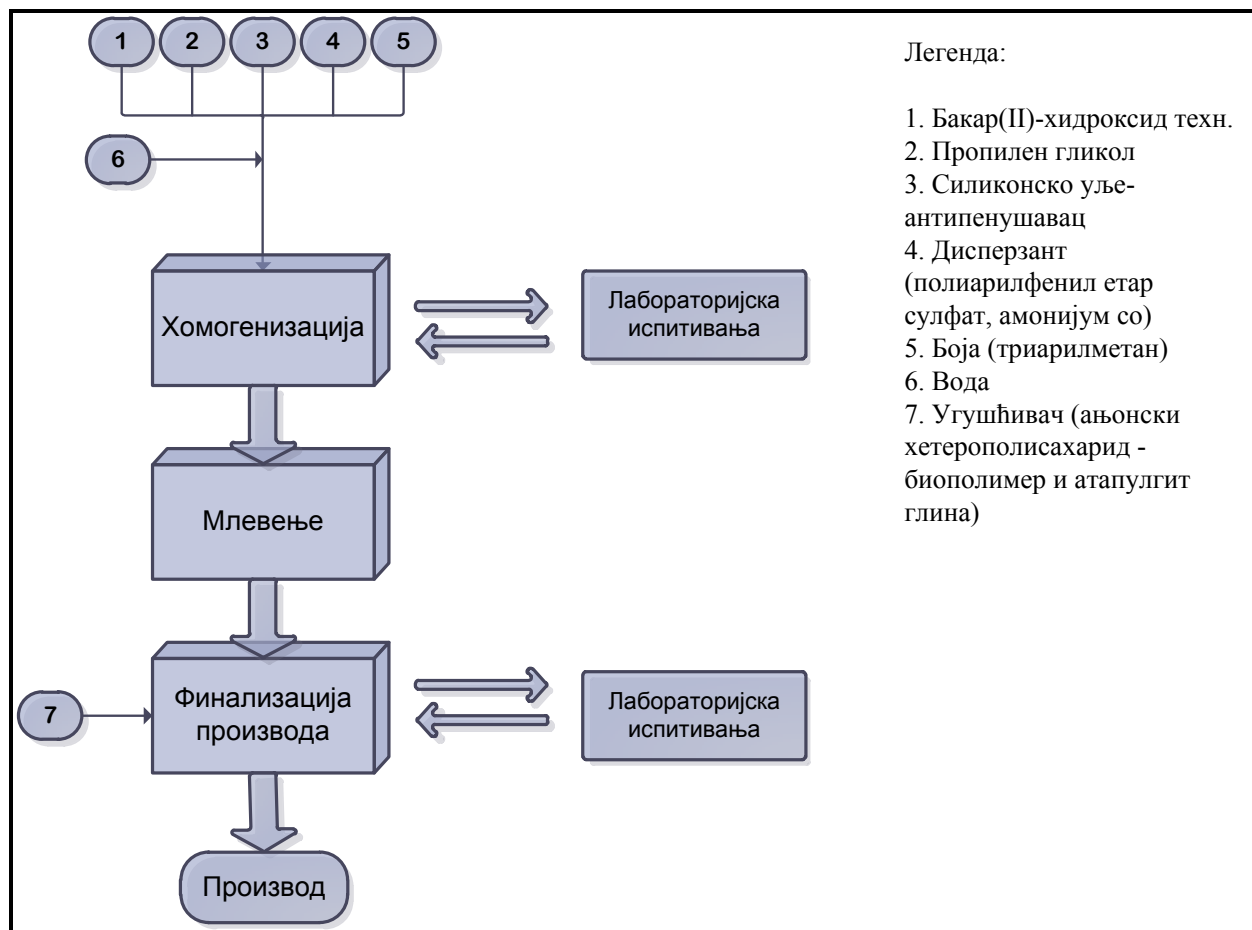 1 2 3 4 5
6
Хомогенизација
Лабораторијска
испитивања
Млевење
7
Финализација
производа
Лабораторијска
испитивања
Производ
Легенда:
1. Бакар(II)-хидроксид техн.
2. Пропилен гликол
3. Силиконско уље-
антипенушавац
4. Дисперзант
(полиарилфенил етар
сулфат, амонијум со)
5. Боја (триарилметан)
6. Вода
7. Угушћивач (ањонски
хетерополисахарид -
биополимер и атапулгит
глина)